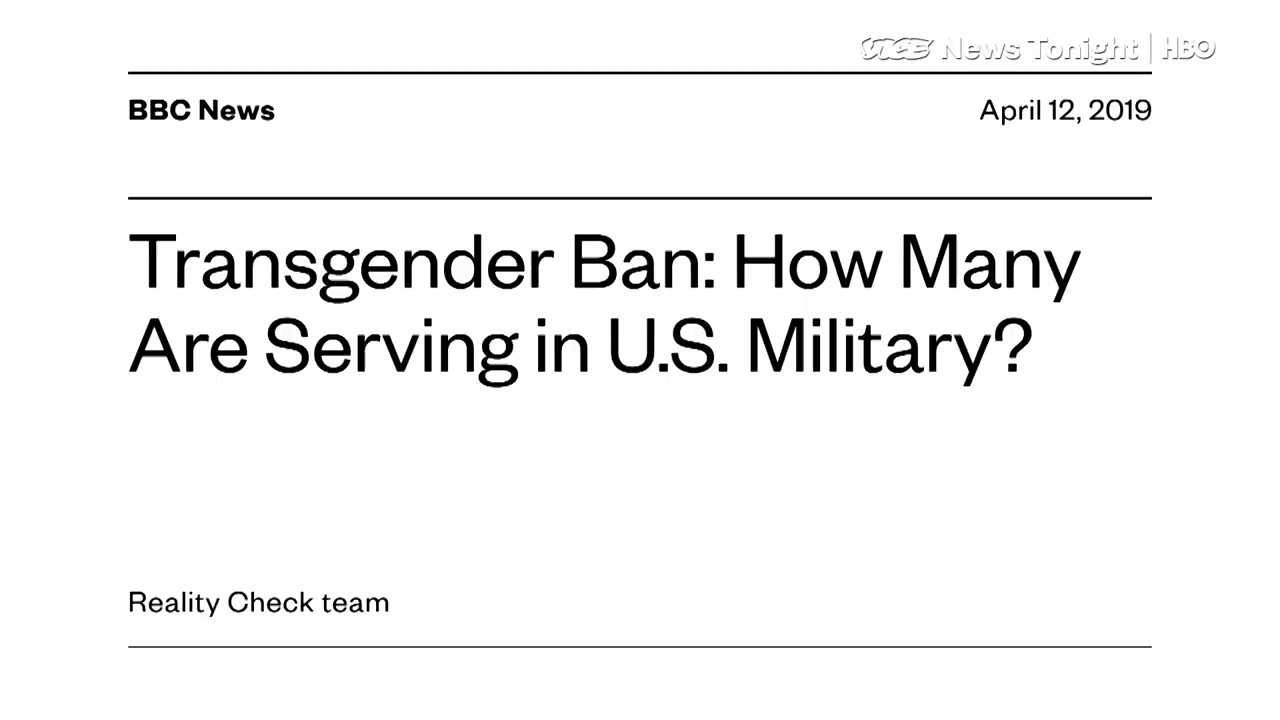 VICE News Tonight | HBO
BBC News
April 12, 2019
Transgender Ban: How Many
Are Serving in U.S. Military?
Reality Check team